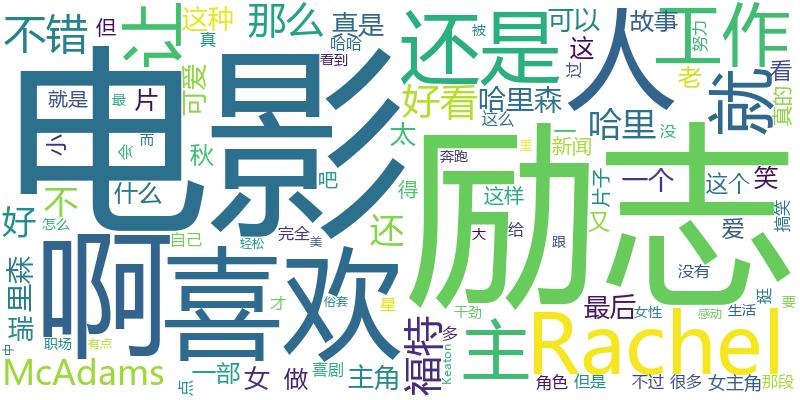 不错
但
让
这种
那么
真是
还是
人
可以
故事
工作
努力
真
哈哈
看到
被
这
过
老
看
就
电影
可爱
好看
哈里森
就是
最
片
小
会
而
哈里
太
这么
没
真的
励志
新闻
里
笑
一
奔跑
吧
得
这样
片子
一个
这个
不
什么
好
怎么
啊
喜欢
自己
轻松
完全
美
还
大
给
又
跟
爱
搞笑
没有
瑞
里森
中
职场
有点
McAdams
才
俗套
星
干劲
福特
多
Keaton
主
Rachel
最后
女性
感动
生活
挺
要
点
一部
女
做
喜剧
主角
角色
但是
不过
很多
女主角
那段